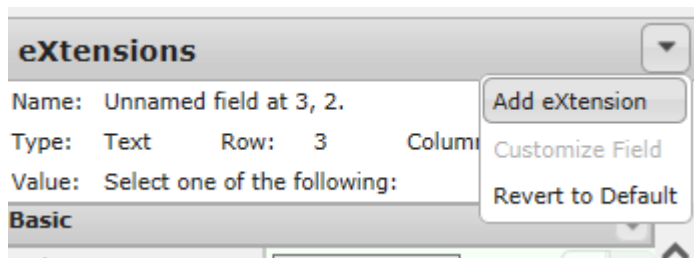 eXtensions
Name: Unnamed field at 3, 2.
Add eXtension
Type: Text Row: 3
Customize Field
Value: Select one of the following:
Revert to Default
Basic